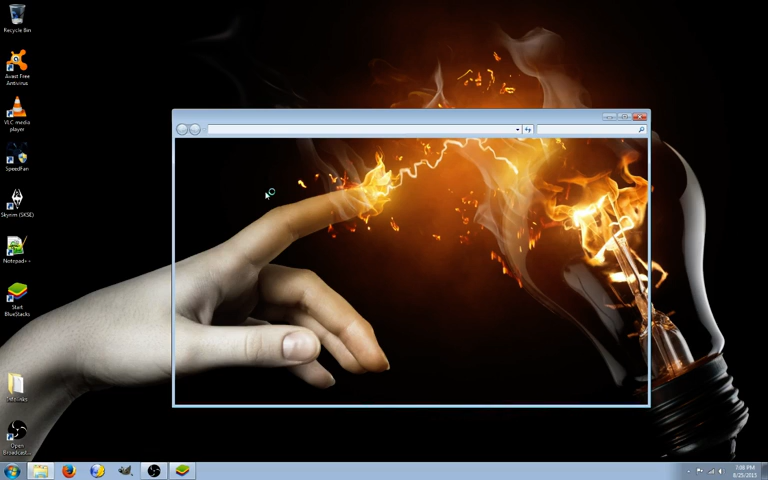 Recycle Bin
Avast Free
Antivirus
VLC media
player
SpeedFan
Skyrim (SKSE)
Notepad++
Start
BlueStacks
Open
Broadcast...
7:08 PM
8/25/2015